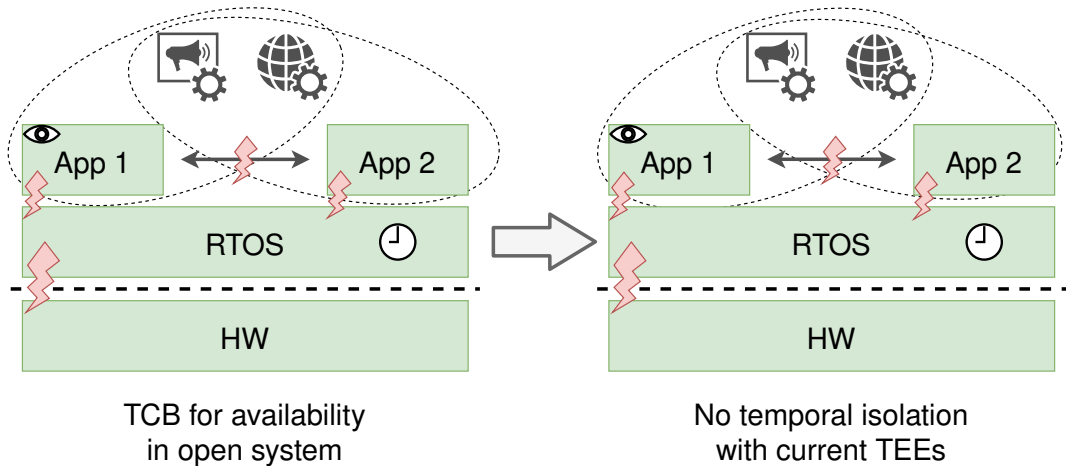 App 1
App 2
RTOS
HW
TCB for availability
in open system
App 1
App 2
RTOS
HW
No temporal isolation
with current TEEs